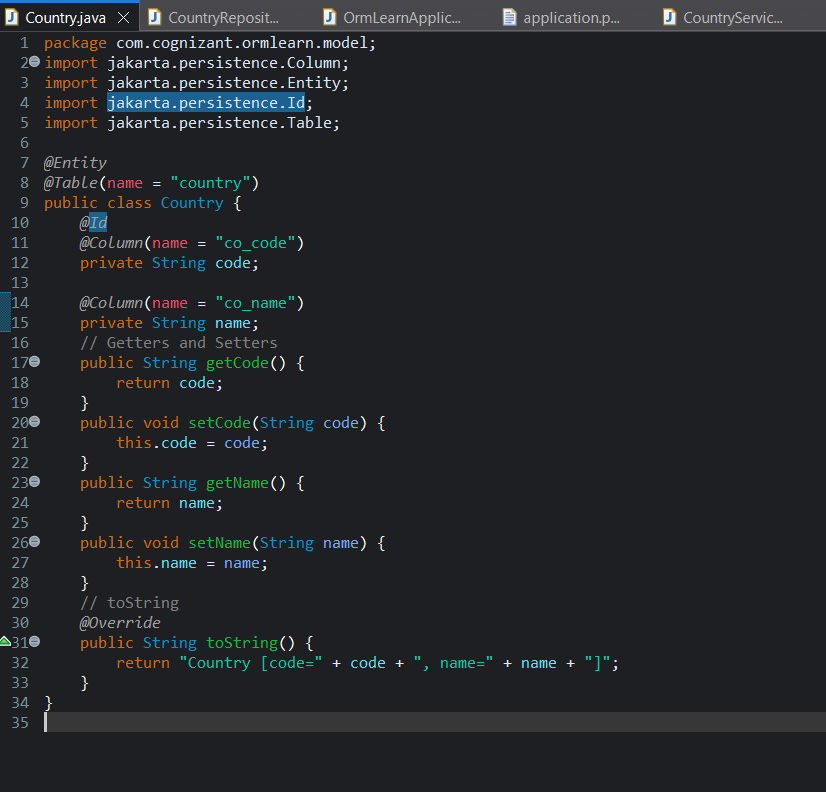 Country.java CountryReposit... OrmLearnApplic... application.p... CountryServic...
1 package com.cognizant.ormlearn.model;
2 import jakarta.persistence.Column;
3 import jakarta.persistence.Entity;
4 import jakarta.persistence.Id;
5 import jakarta.persistence.Table;
6
7 @Entity
8 @Table(name = "country")
9 public class Country {
10     @Id
11     @Column(name = "co_code")
12     private String code;
13
14     @Column(name = "co_name")
15     private String name;
16     // Getters and Setters
17     public String getCode() {
18         return code;
19     }
20     public void setCode(String code) {
21         this.code = code;
22     }
23     public String getName() {
24         return name;
25     }
26     public void setName(String name) {
27         this.name = name;
28     }
29     // toString
30     @Override
31     public String toString() {
32         return "Country [code=" + code + ", name=" + name + "]";
33     }
34 }
35